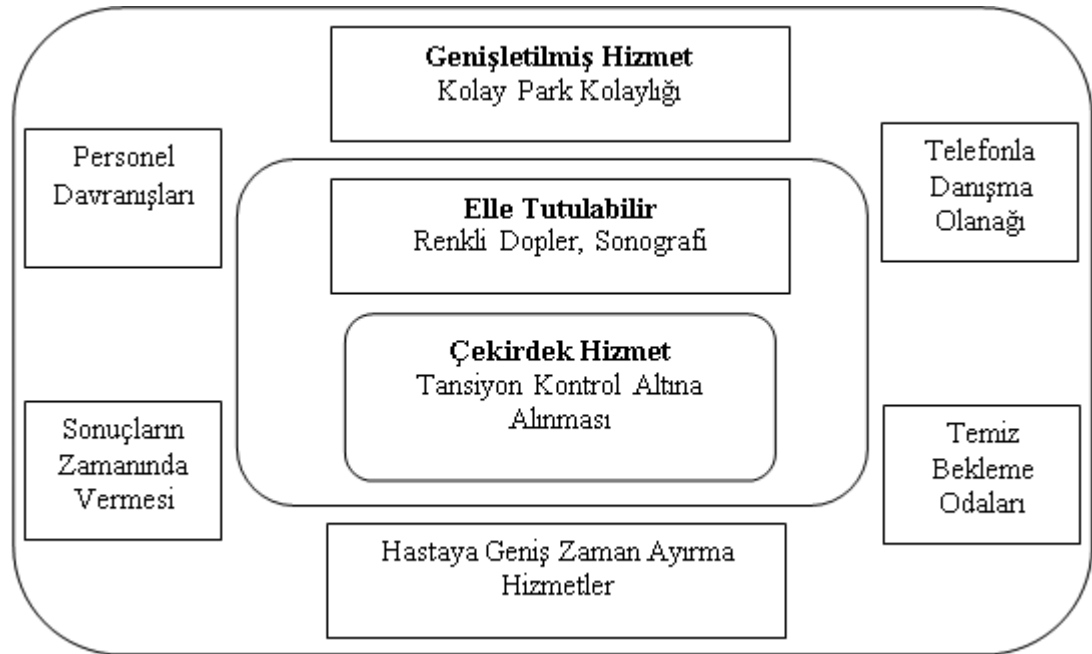 Genişletilmiş Hizmet
Kolay Park Kolaylığı
Personel
Davranışları
Telefonla
Danışma
Olanağı
Elle Tutulabilir
Renkli Dopler, Sonografi
Çekirdek Hizmet
Tansiyon Kontrol Altına
Alınması
Sonuçların
Zamanında
Vermesi
Temiz
Bekleme
Odaları
Hastaya Geniş Zaman Ayırma
Hizmetler